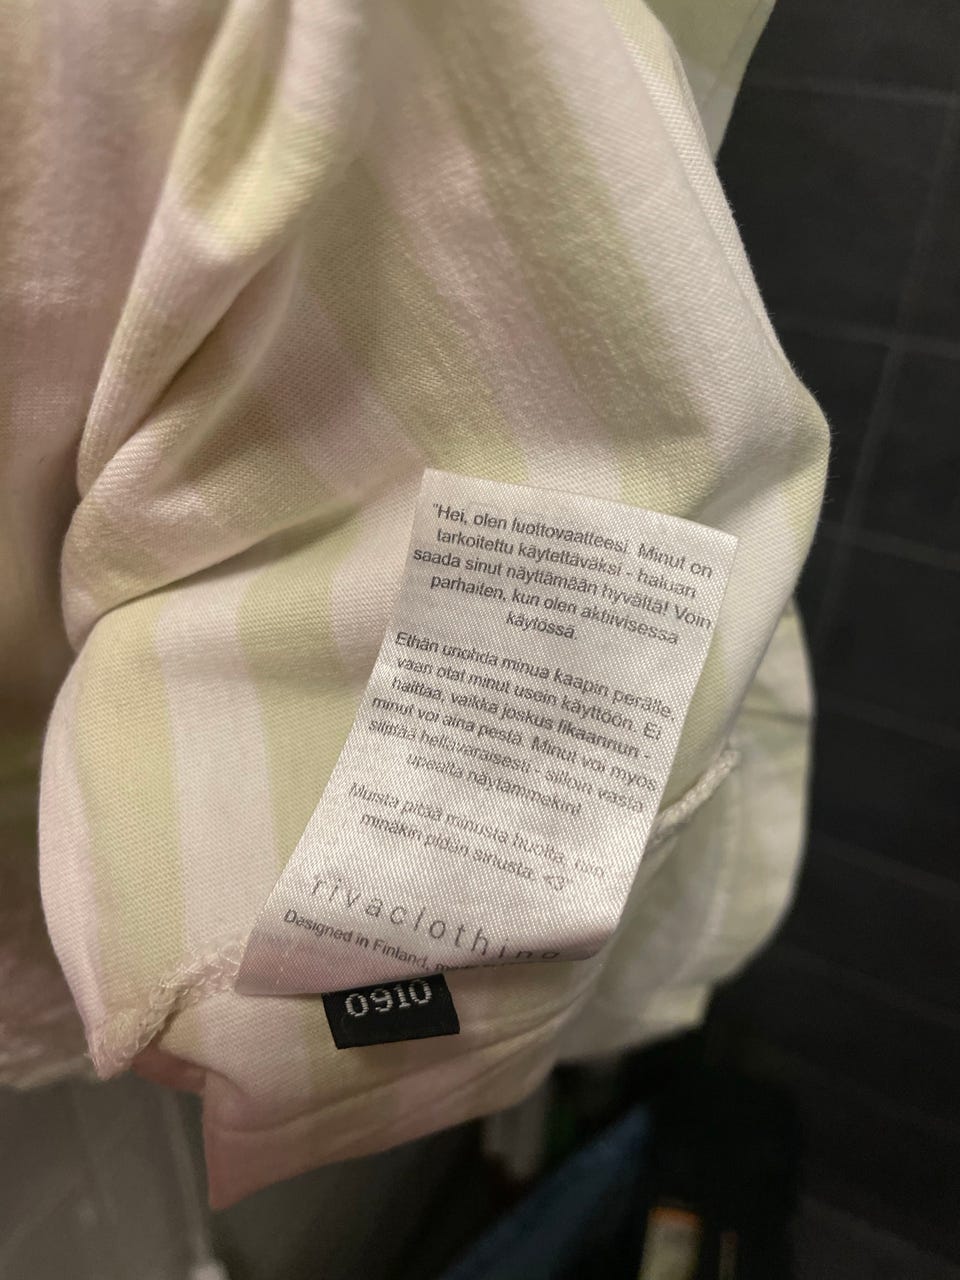 "Hei, olen luottovaatteesi. Minut on
tarkoitettu käytettäväksi - haluan
saada sinut näyttämään hyvältä! Voin
parhaiten, kun olen aktiivisessa
käytössä.
Ethän unohda minua kaapin perälle,
vaan otat minut usein käyttöön. Ei
haittaa, vaikka joskus likaannun -
minut voi aina pestä. Minut voi myös
silittää hellävaraisesti - silloin vasta
upealta näytämmekin!
Muista pitää minusta huolta, niin
minäkin pidän sinusta. <3"
rivaclothing
Designed in Finland,
0910